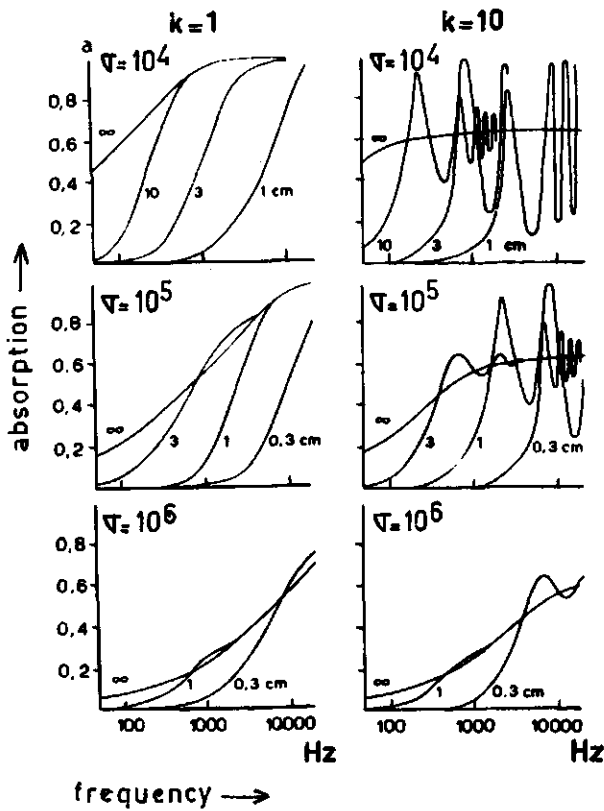 k=1
k=10
a
σ=10⁴
0,8
0,6
0,4
0,2
∞
10
3
1 cm
σ=10⁴
∞
10
3
1 cm
absorption →
σ=10⁵
0,8
0,6
0,4
0,2
∞
3
1
0,3 cm
σ=10⁵
∞
3
1
0,3 cm
σ=10⁶
0,8
0,6
0,4
0,2
∞
1
0,3 cm
σ=10⁶
∞
1
0,3 cm
100 1000 10000
Hz
100 1000 10000
Hz
frequency →